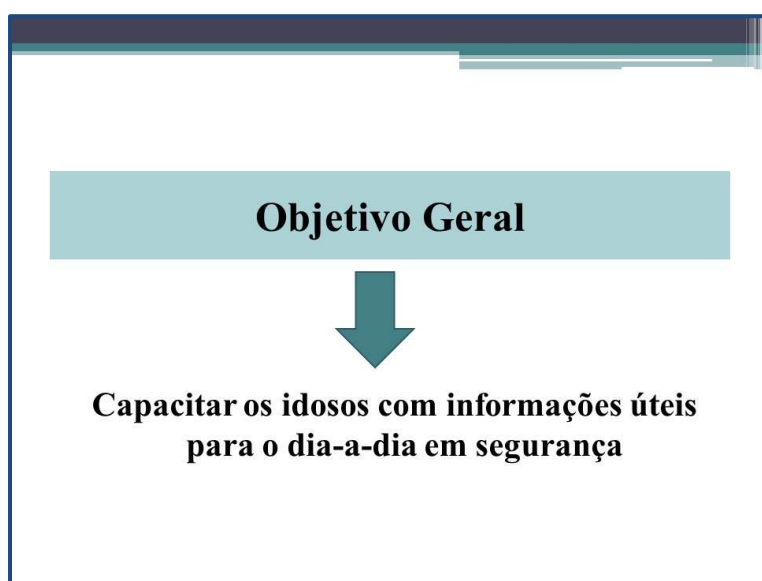 Objetivo Geral
Capacitar os idosos com informações úteis
para o dia-a-dia em segurança